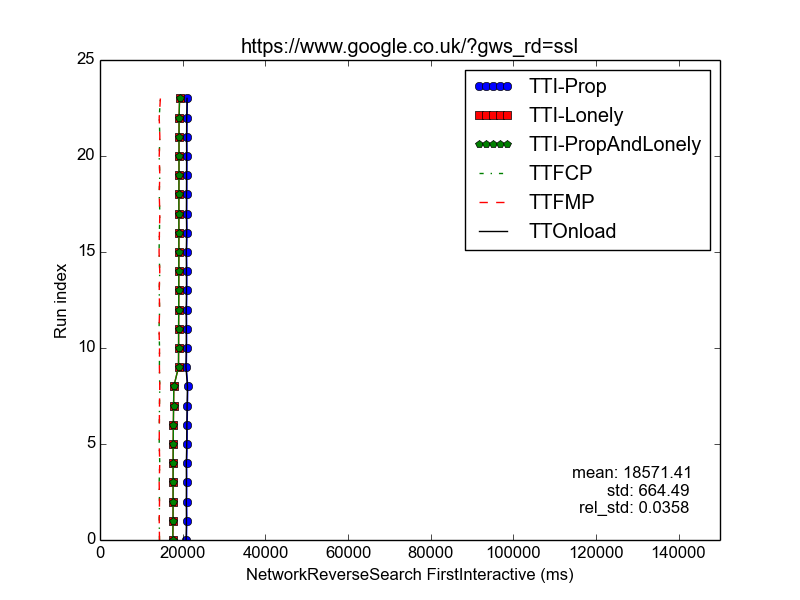 https://www.google.co.uk/?gws_rd=ssl
25
20
15
10
5
0
Run index
TTI-Prop
TTI-Lonely
TTI-PropAndLonely
TTFCP
TTFMP
TTOnload
mean: 18571.41
std: 664.49
rel_std: 0.0358
0 20000 40000 60000 80000 100000 120000 140000
NetworkReverseSearch FirstInteractive (ms)